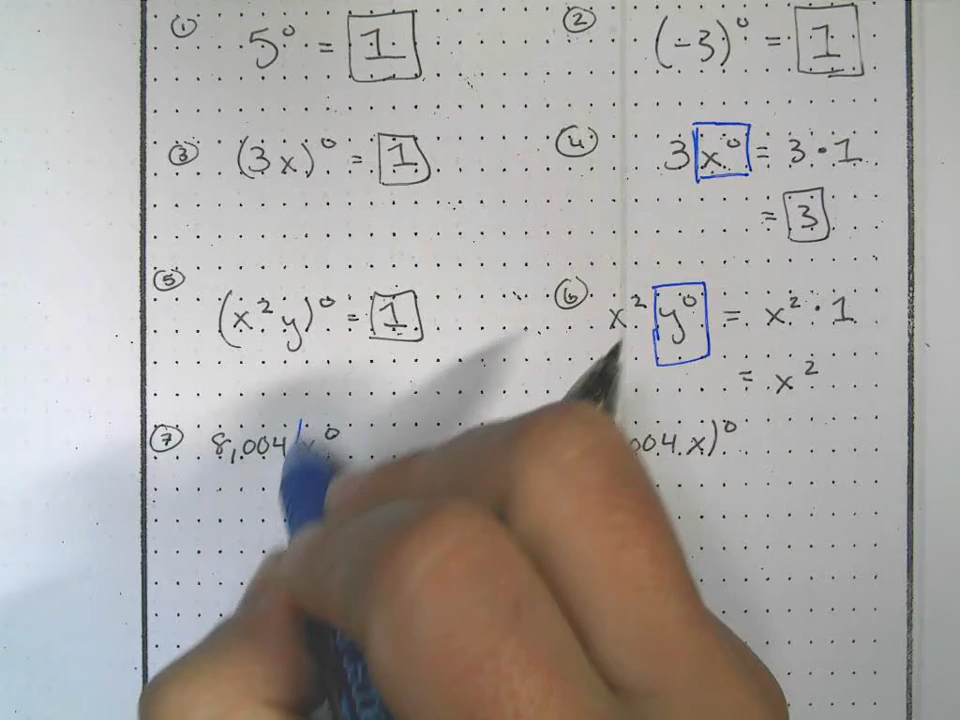 ① 5⁰ = 1
② (-3)⁰ = 1
③ (3x)⁰ = 1
④ 3x⁰ = 3·1
= 3
⑤ (x²y)⁰ = 1
⑥ x²y⁰ = x²·1
= x²
⑦ 8,004x⁰
004x)⁰